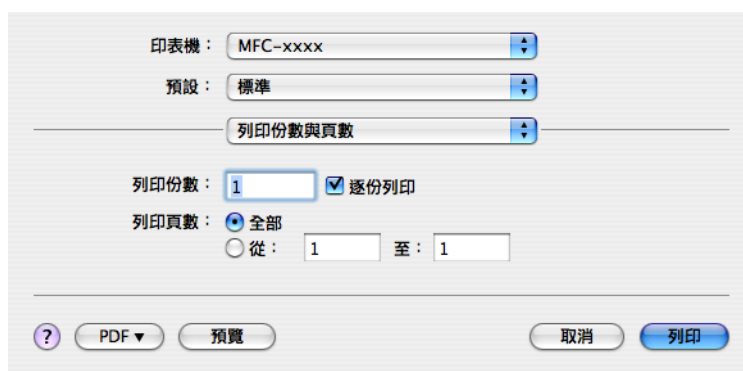 印表機： MFC-xxxx
預設： 標準
列印份數與頁數
列印份數： 1 逐份列印
列印頁數： 全部
從： 1 至： 1
? PDF▼ 預覽 取消 列印